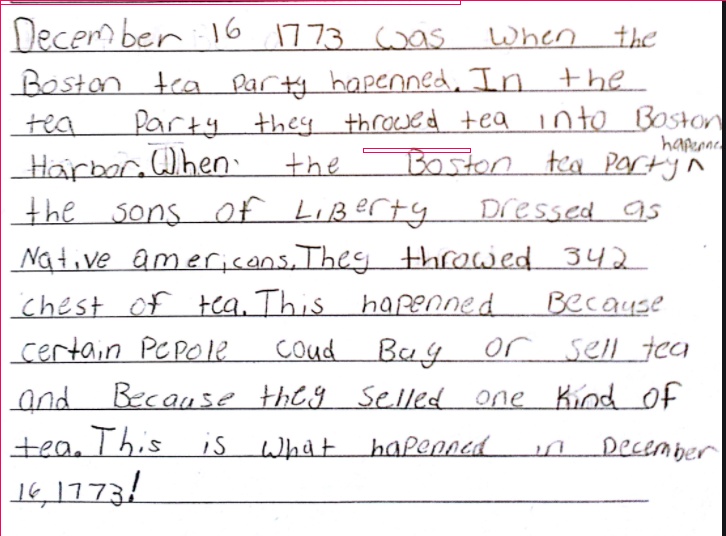 December 16 1773 was when the
Boston tea party hapenned. In the
tea Party they throwed tea into Boston
Harbor. When the Boston tea party ^ hapenned
the sons of LiBerty Dressed as
Native americans. They throwed 342
chest of tea. This hapenned Because
certain Pepole coud Buy or sell tea
and Because they selled one kind of
tea. This is what hapenned in December
16, 1773!